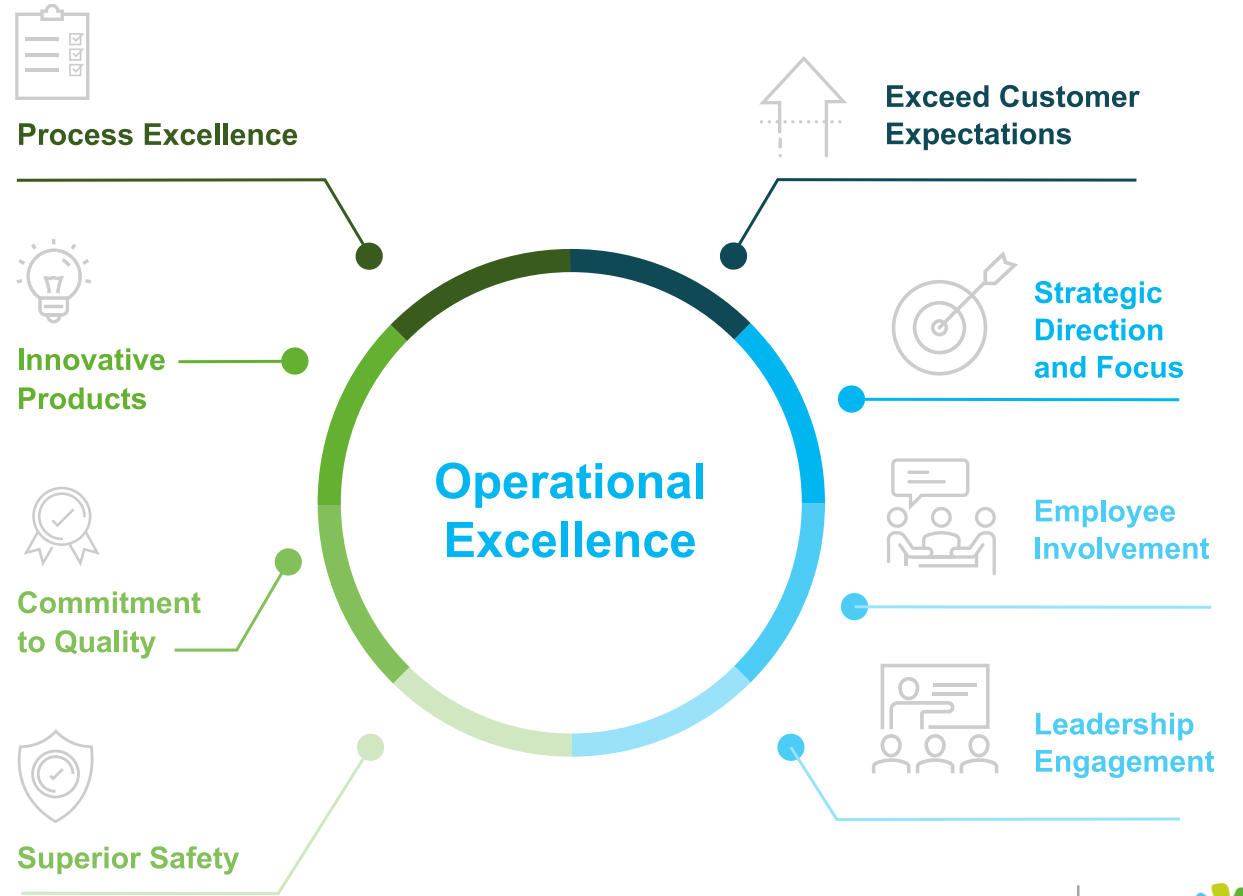 Process Excellence
Exceed Customer
Expectations
Innovative
Products
Strategic
Direction
and Focus
Operational
Excellence
Commitment
to Quality
Employee
Involvement
Superior Safety
Leadership
Engagement